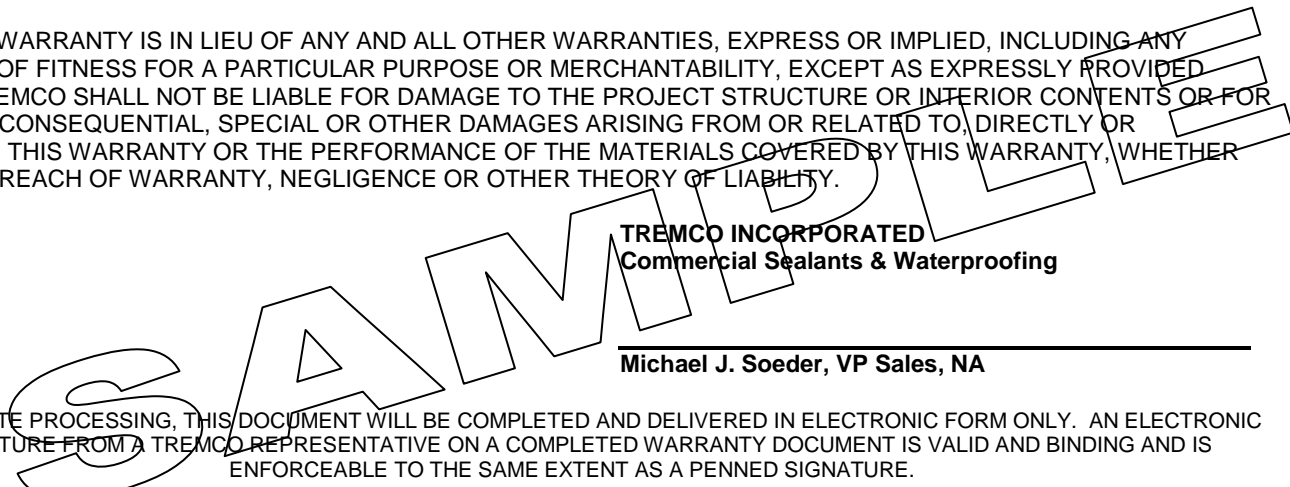 WARRANTY IS IN LIEU OF ANY AND ALL OTHER WARRANTIES, EXPRESS OR IMPLIED, INCLUDING ANY
OF FITNESS FOR A PARTICULAR PURPOSE OR MERCHANTABILITY, EXCEPT AS EXPRESSLY PROVIDED
EMCO SHALL NOT BE LIABLE FOR DAMAGE TO THE PROJECT STRUCTURE OR INTERIOR CONTENTS OR FOR
CONSEQUENTIAL, SPECIAL OR OTHER DAMAGES ARISING FROM OR RELATED TO, DIRECTLY OR
THIS WARRANTY OR THE PERFORMANCE OF THE MATERIALS COVERED BY THIS WARRANTY, WHETHER
REACH OF WARRANTY, NEGLIGENCE OR OTHER THEORY OF LIABILITY.
TREMCO INCORPORATED
Commercial Sealants & Waterproofing
Michael J. Soeder, VP Sales, NA
SAMPLE
TE PROCESSING, THIS DOCUMENT WILL BE COMPLETED AND DELIVERED IN ELECTRONIC FORM ONLY. AN ELECTRONIC
TURE FROM A TREMCO REPRESENTATIVE ON A COMPLETED WARRANTY DOCUMENT IS VALID AND BINDING AND IS
ENFORCEABLE TO THE SAME EXTENT AS A PENNED SIGNATURE.